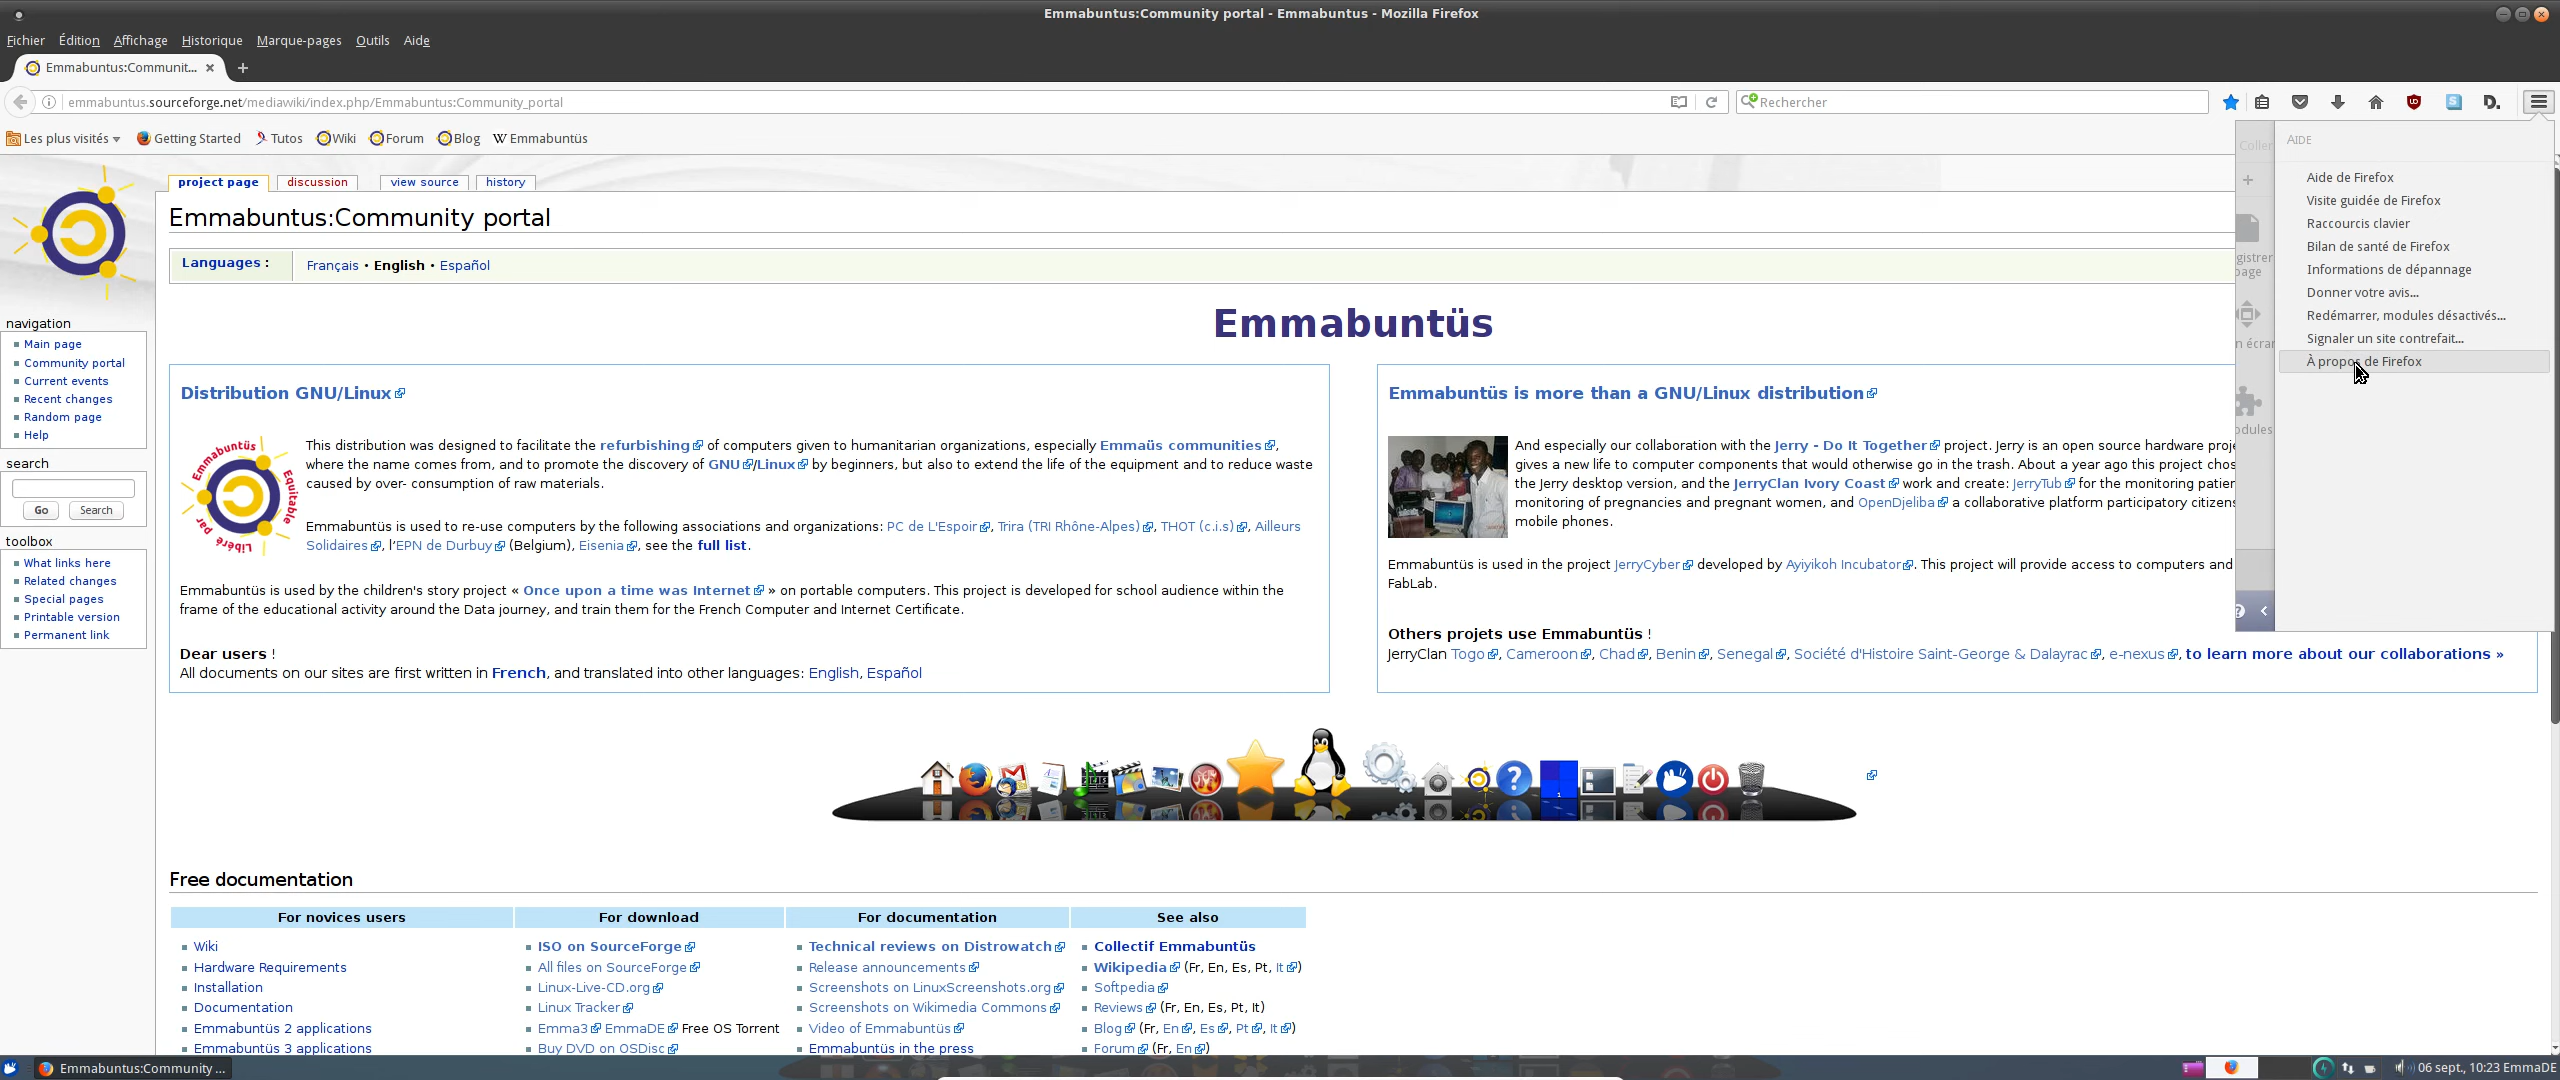 Emmabuntus:Community portal - Emmabuntus - Mozilla Firefox
Fichier Édition Affichage Historique Marque-pages Outils Aide
Emmabuntus:Communit...
emmabuntus.sourceforge.net/mediawiki/index.php/Emmabuntus:Community_portal
Rechercher
Les plus visités Getting Started Tutos Wiki Forum Blog Emmabuntüs
project page discussion view source history
Emmabuntus:Community portal
Languages : Français • English • Español
Emmabuntüs
navigation
Main page
Community portal
Current events
Recent changes
Random page
Help
search
Go Search
toolbox
What links here
Related changes
Special pages
Printable version
Permanent link
Distribution GNU/Linux
Emmabuntüs
Libéré par
Equitable
This distribution was designed to facilitate the refurbishing of computers given to humanitarian organizations, especially Emmaüs communities,
where the name comes from, and to promote the discovery of GNU/Linux by beginners, but also to extend the life of the equipment and to reduce waste
caused by over- consumption of raw materials.
Emmabuntüs is used to re-use computers by the following associations and organizations: PC de L'Espoir, Trira (TRI Rhône-Alpes), THOT (c.i.s), Ailleurs
Solidaires, l'EPN de Durbuy (Belgium), Eisenia, see the full list.
Emmabuntüs is used by the children's story project « Once upon a time was Internet » on portable computers. This project is developed for school audience within the
frame of the educational activity around the Data journey, and train them for the French Computer and Internet Certificate.
Dear users !
All documents on our sites are first written in French, and translated into other languages: English, Español
Emmabuntüs is more than a GNU/Linux distribution
And especially our collaboration with the Jerry - Do It Together project. Jerry is an open source hardware proje
gives a new life to computer components that would otherwise go in the trash. About a year ago this project chos
the Jerry desktop version, and the JerryClan Ivory Coast work and create: JerryTub for the monitoring patier
monitoring of pregnancies and pregnant women, and OpenDjeliba a collaborative platform participatory citizens
mobile phones.
Emmabuntüs is used in the project JerryCyber developed by Ayiyikoh Incubator. This project will provide access to computers and
FabLab.
Others projets use Emmabuntüs !
JerryClan Togo, Cameroon, Chad, Benin, Senegal, Société d'Histoire Saint-George & Dalayrac, e-nexus, to learn more about our collaborations »
Coller
gistrer
page
n écran
odules
AIDE
Aide de Firefox
Visite guidée de Firefox
Raccourcis clavier
Bilan de santé de Firefox
Informations de dépannage
Donner votre avis...
Redémarrer, modules désactivés...
Signaler un site contrefait...
À propos de Firefox
1
Free documentation
For novices users For download For documentation See also
Wiki ISO on SourceForge Technical reviews on Distrowatch Collectif Emmabuntüs
Hardware Requirements All files on SourceForge Release announcements Wikipedia (Fr, En, Es, Pt, It)
Installation Linux-Live-CD.org Screenshots on LinuxScreenshots.org Softpedia
Documentation Linux Tracker Screenshots on Wikimedia Commons Reviews (Fr, En, Es, Pt, It)
Emmabuntüs 2 applications Emma3 EmmaDE Free OS Torrent Video of Emmabuntüs Blog (Fr, En, Es, Pt, It)
Emmabuntüs 3 applications Buy DVD on OSDisc Emmabuntüs in the press Forum (Fr, En)
Emmabuntus:Community ...
06 sept., 10:23 EmmaDE